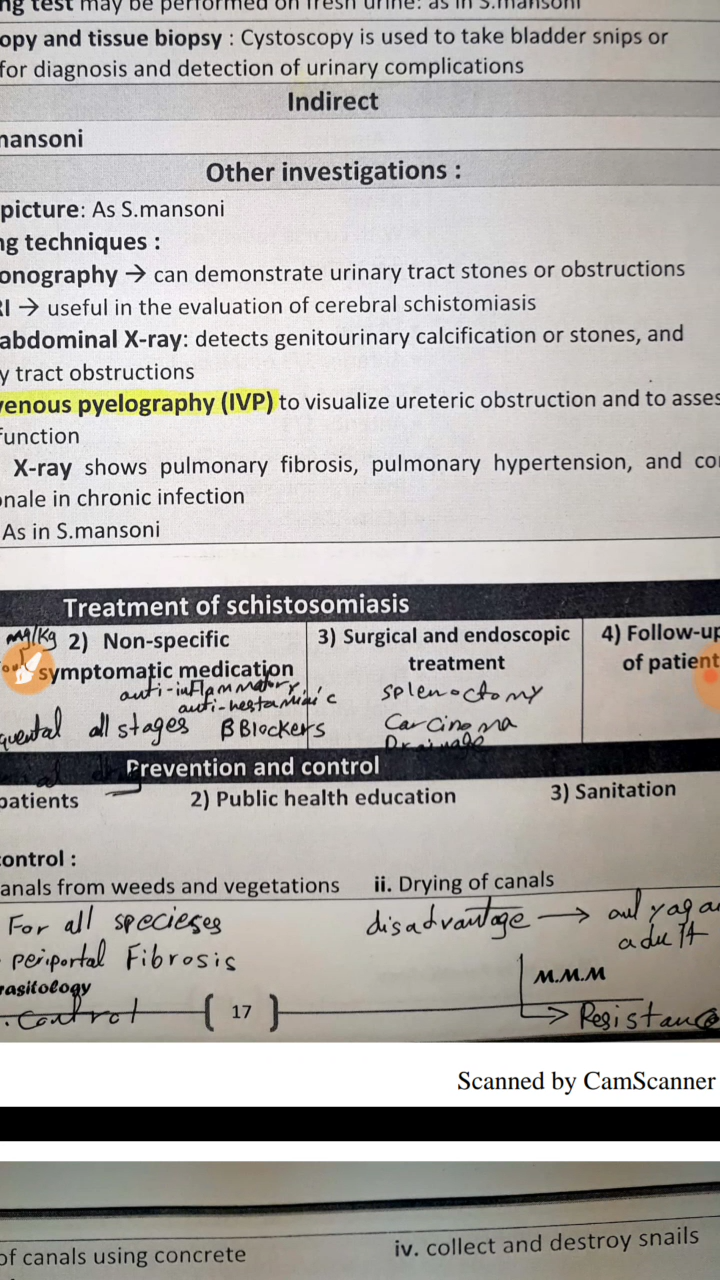 ng test may be performed on fresh urine: as in S.mansoni
opy and tissue biopsy : Cystoscopy is used to take bladder snips or
for diagnosis and detection of urinary complications
Indirect
mansoni
Other investigations :
picture: As S.mansoni
ng techniques :
onography → can demonstrate urinary tract stones or obstructions
RI → useful in the evaluation of cerebral schistomiasis
abdominal X-ray: detects genitourinary calcification or stones, and
y tract obstructions
venous pyelography (IVP) to visualize ureteric obstruction and to asses
function
X-ray shows pulmonary fibrosis, pulmonary hypertension, and co
onale in chronic infection
As in S.mansoni
Treatment of schistosomiasis
mg/kg 2) Non-specific symptomatic medication
anti-inflammatory
anti-hestaminic
all stages β Blockers
3) Surgical and endoscopic treatment
splenoctomy
Carcinoma
Drainage
4) Follow-up of patient
Prevention and control
patients 2) Public health education 3) Sanitation
control :
anals from weeds and vegetations ii. Drying of canals
For all specieses disadvantage →
adult
periportal Fibrosis
M.M.M
rasitology
control { 17 } → Resistance
Scanned by CamScanner
of canals using concrete iv. collect and destroy snails